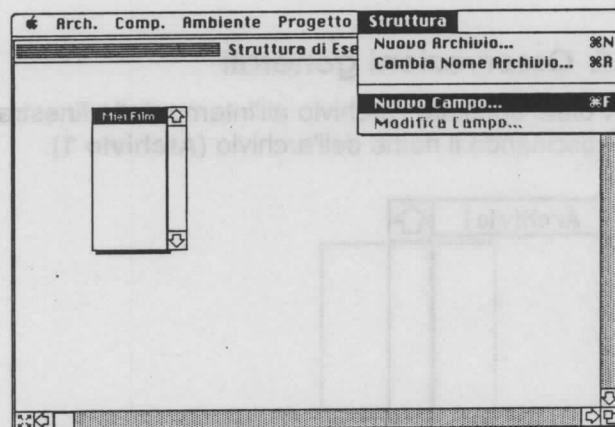 Arch. Comp. Ambiente Progetto Struttura
Struttura di Ese
Nuovo Archivio... ⌘N
Cambia Nome Archivio... ⌘R
Nuovo Campo... ⌘F
Modifica Campo...
Miei Film